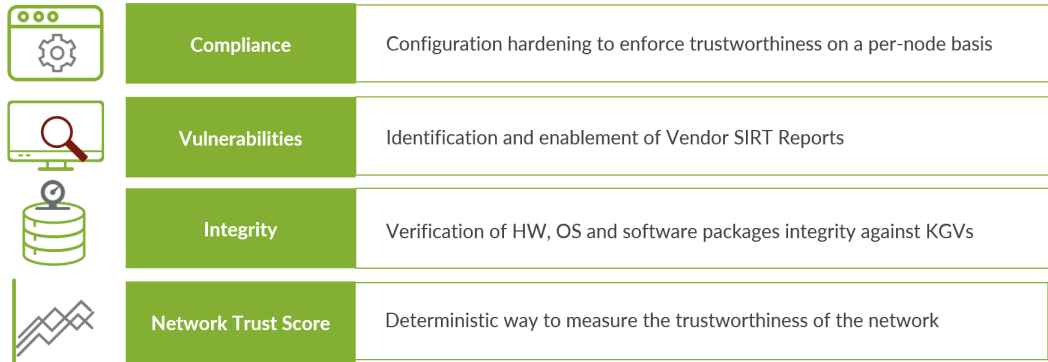 Compliance
Configuration hardening to enforce trustworthiness on a per-node basis
Vulnerabilities
Identification and enablement of Vendor SIRT Reports
Integrity
Verification of HW, OS and software packages integrity against KGVs
Network Trust Score
Deterministic way to measure the trustworthiness of the network